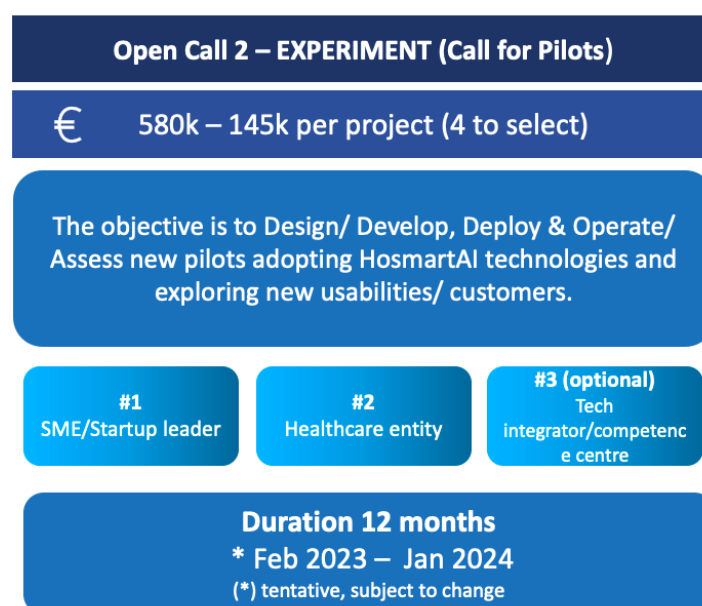 Open Call 2 – EXPERIMENT (Call for Pilots)
€ 580k – 145k per project (4 to select)
The objective is to Design/ Develop, Deploy & Operate/
Assess new pilots adopting HosmartAI technologies and
exploring new usabilities/ customers.
#1
SME/Startup leader
#2
Healthcare entity
#3 (optional)
Tech
integrator/competenc
e centre
Duration 12 months
* Feb 2023 – Jan 2024
(*) tentative, subject to change